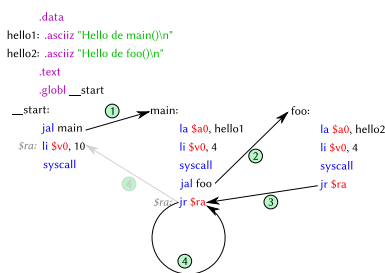 .data
hello1: .asciiz "Hello de main()\n"
hello2: .asciiz "Hello de foo()\n"
.text
.globl __start
__start:
jal main
$ra: li $v0, 10
syscall
1
main:
la $a0, hello1
li $v0, 4
syscall
jal foo
$ra: jr $ra
2
foo:
la $a0, hello2
li $v0, 4
syscall
jr $ra
3
4
4